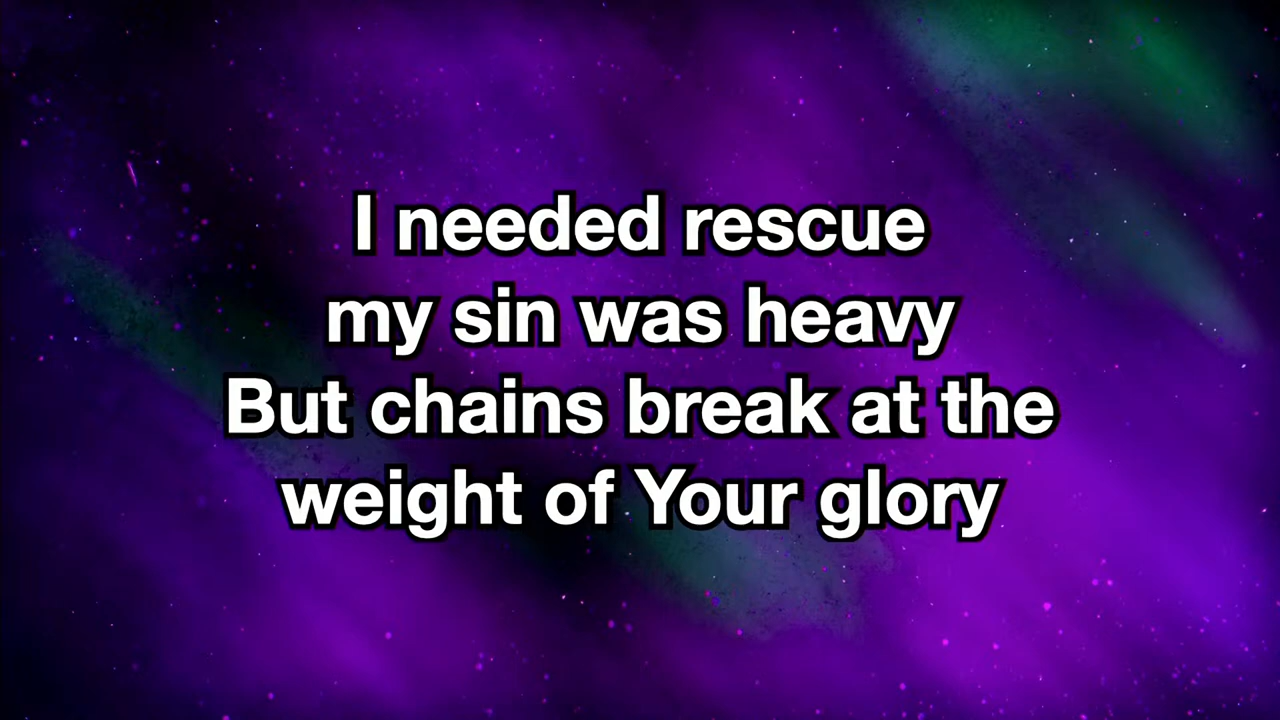 I needed rescue
my sin was heavy
But chains break at the
weight of Your glory